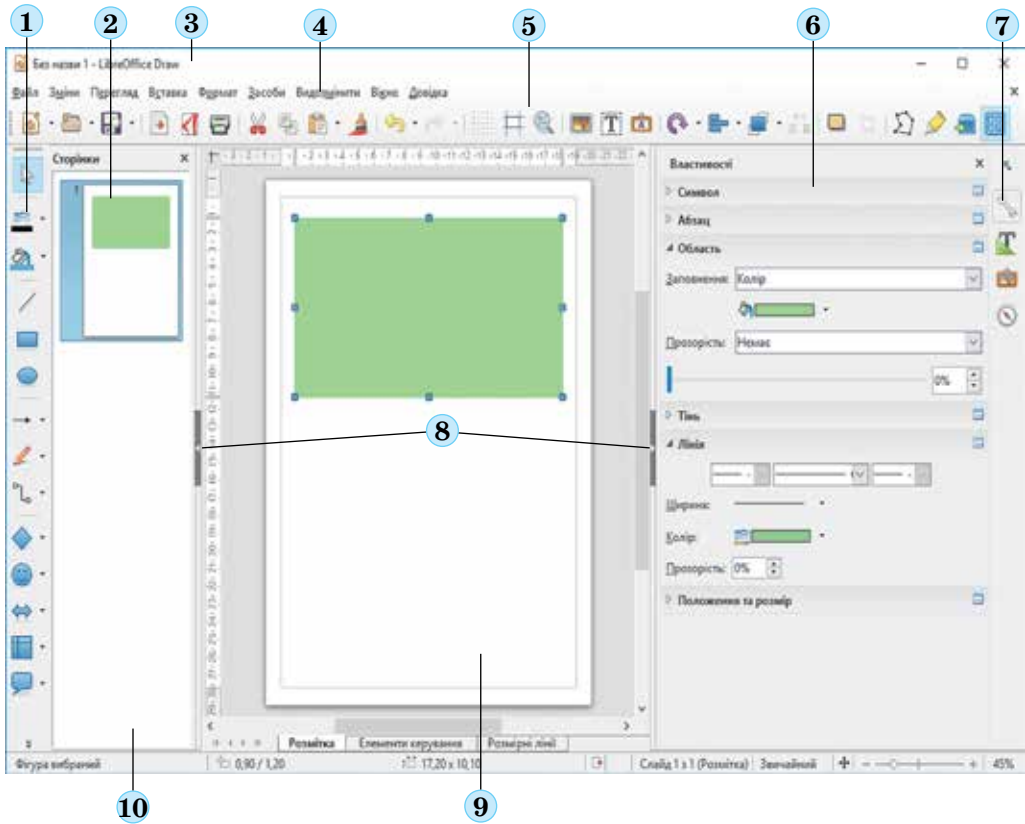 1 2 3 4 5 6 7
Без назви 1 - LibreOffice Draw
Файл Зміни Перегляд Вставка Формат Засоби Видозмінити Вікно Довідка
Сторінки
1
Властивості
Символ
Абзац
Область
Заповнення: Колір
Прозорість: Немає
0%
Тінь
8
Лінія
Ширина:
Колір:
Прозорість: 0%
Положення та розмір
Розмітка Елементи керування Розмірні лінії
Фігура вибраний 0,90 / 1,20 17,20 x 10,10 Слайд 1 з 1 (Розмітка) Звичайний 45%
10 9